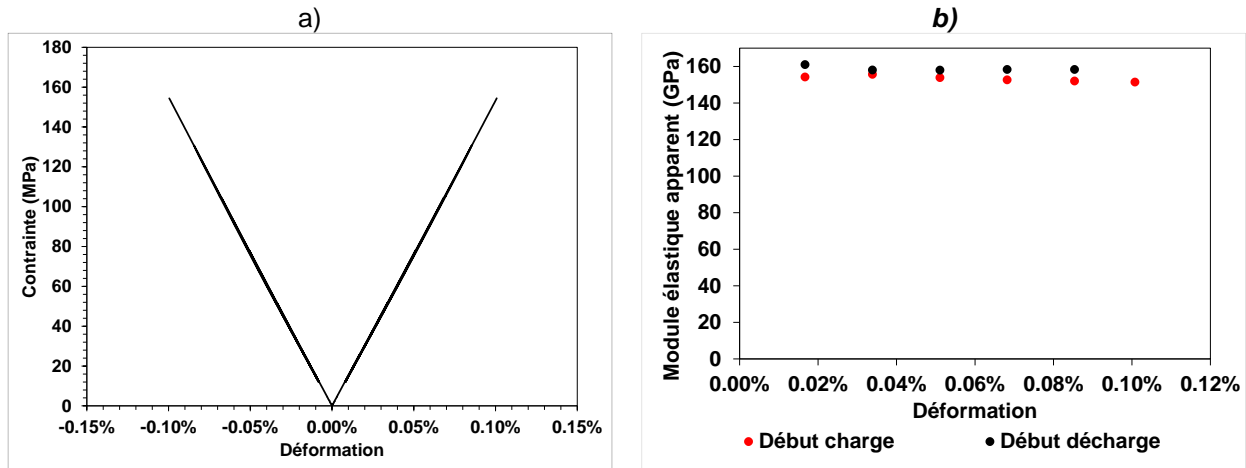 a)
180
160
140
120
100
80
60
40
20
0
Contrainte (MPa)
-0.15% -0.10% -0.05% 0.00% 0.05% 0.10% 0.15%
Déformation
b)
160
140
120
100
80
60
40
20
0
Module élastique apparent (GPa)
0.00% 0.02% 0.04% 0.06% 0.08% 0.10% 0.12%
Déformation
Début charge Début décharge